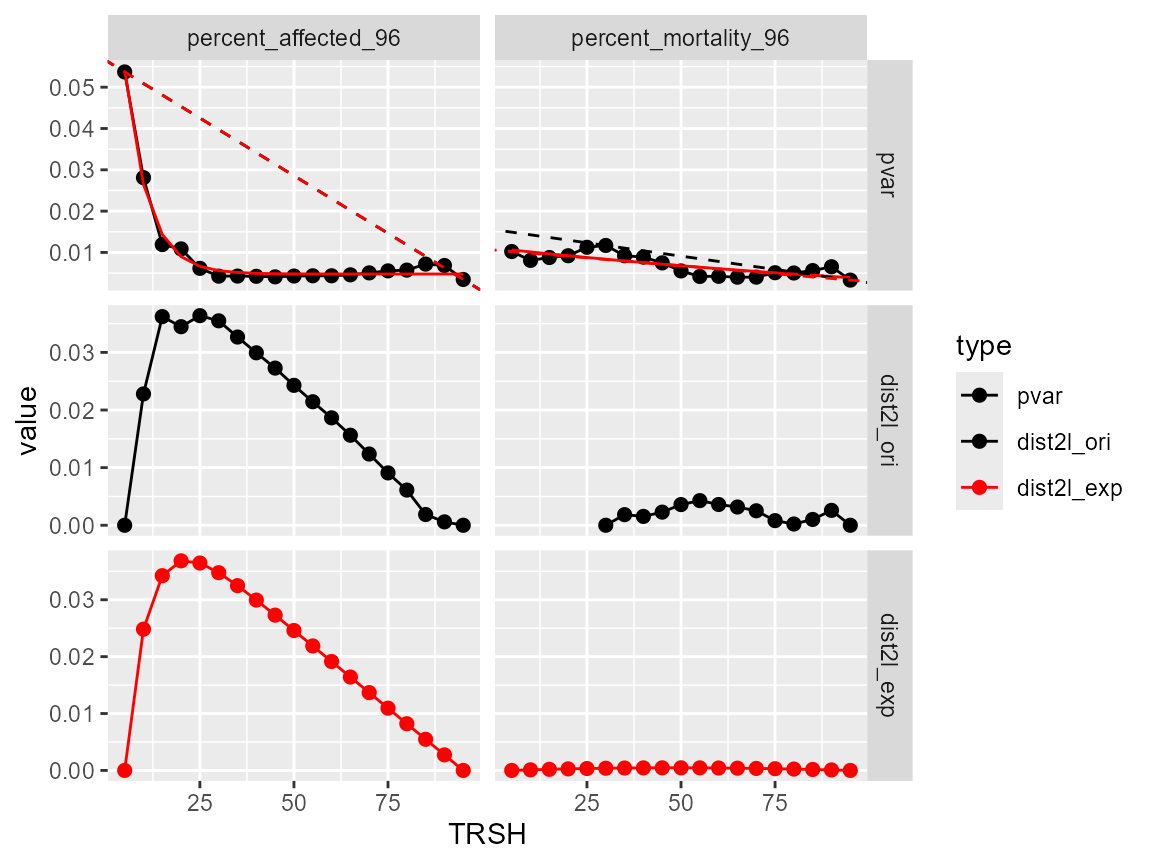 percent_affected_96 percent_mortality_96
0.05
0.04
0.03
0.02
0.01
pvar
0.03
0.02
0.01
0.00
dist2l_ori
0.03
0.02
0.01
0.00
dist2l_exp
25 50 75 25 50 75
TRSH
value
type
pvar
dist2l_ori
dist2l_exp